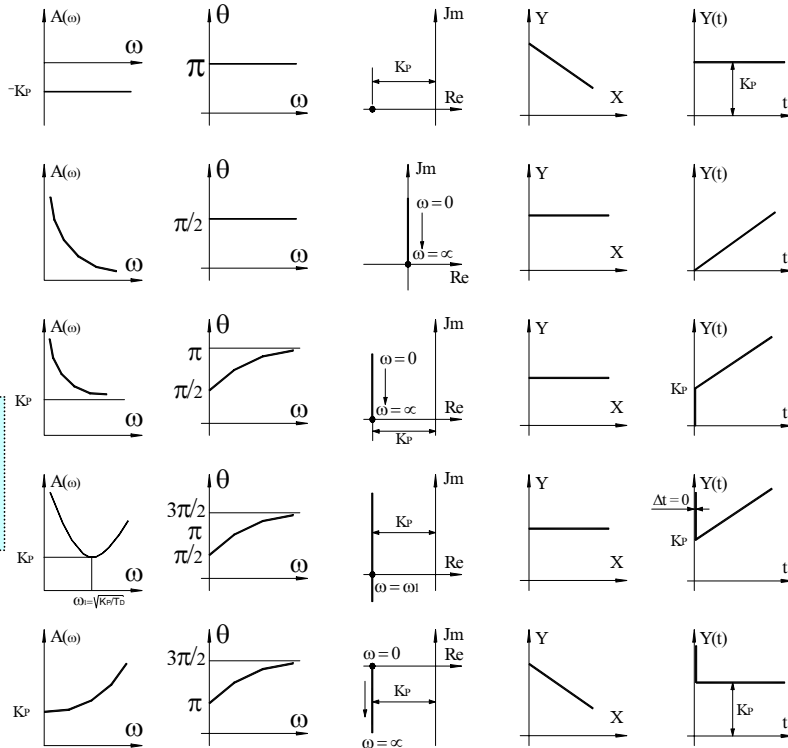 A(ω) θ Jm Y Y(t)
ω π Kₚ Kₚ
-Kₚ ω Re X t
A(ω) θ Jm Y Y(t)
ω=0
π/2
ω ω ω=∝ Re X t
A(ω) θ Jm Y Y(t)
π ω=0
π/2 Kₚ
Kₚ ω=∝ Re X
ω ω Kₚ t
A(ω) θ Jm Y Y(t)
3π/2 Kₚ Δt=0
π
π/2 Kₚ
Kₚ ω ω Re X t
ω₁=√Kₚ/T_D ω=ω₁
A(ω) θ Jm Y Y(t)
3π/2 ω=0 Re
Kₚ π Kₚ Kₚ
ω ω ω=∝ X t